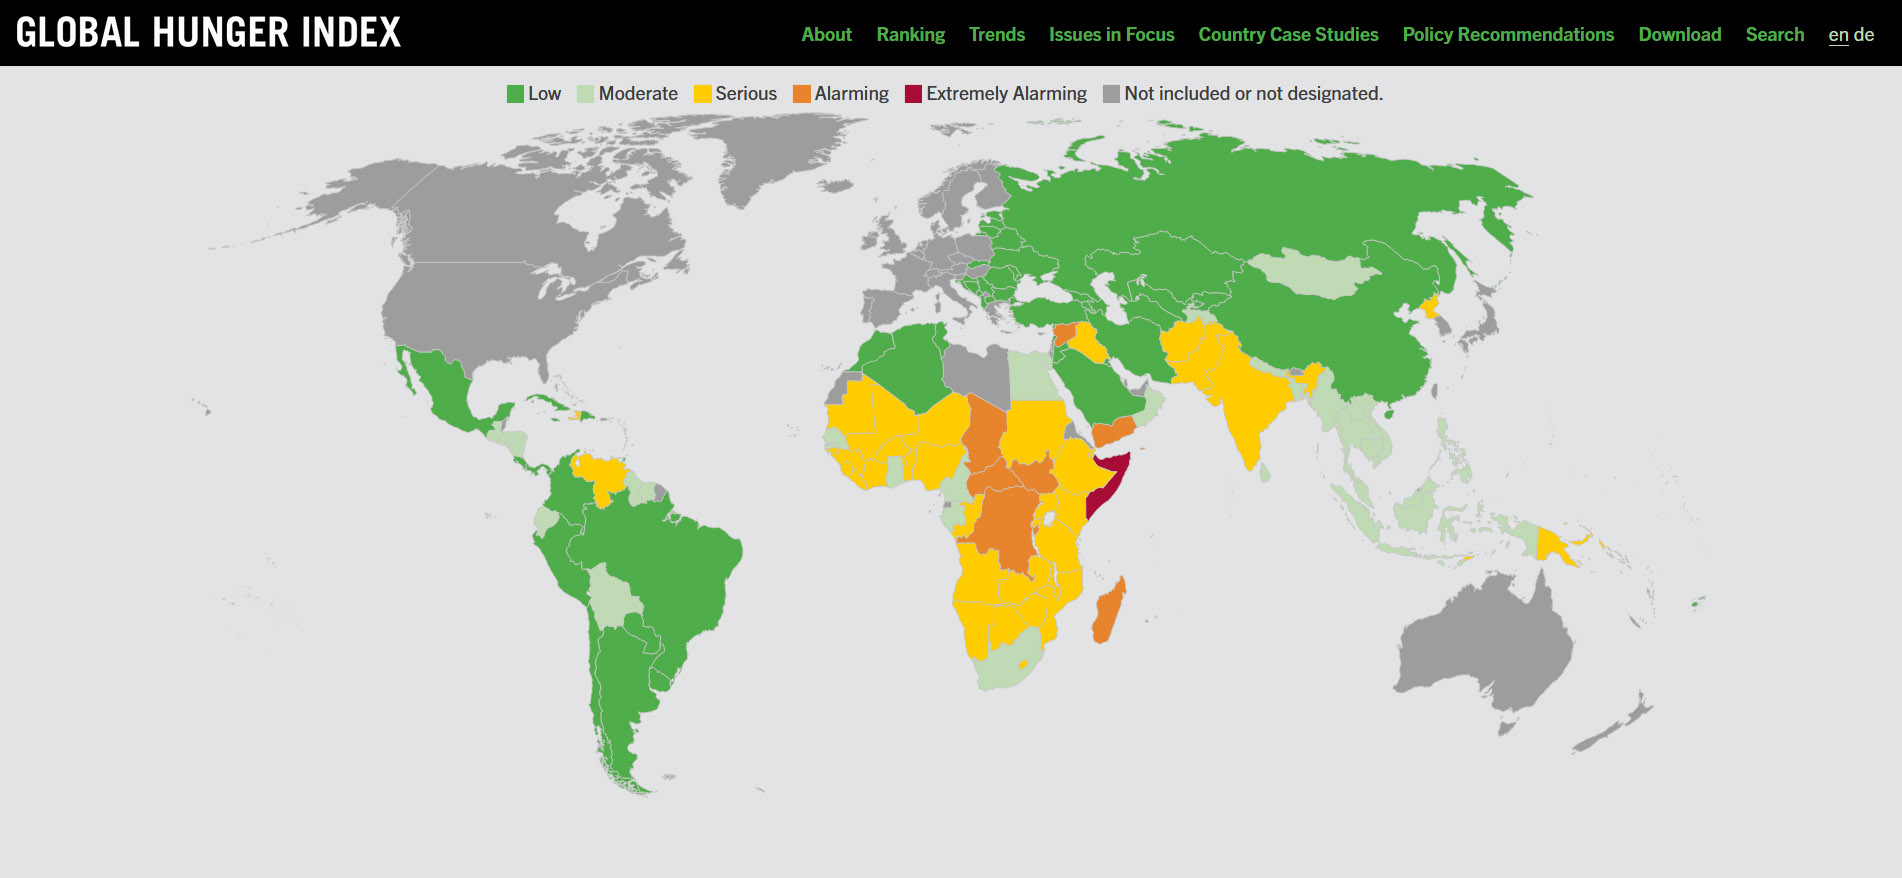 GLOBAL HUNGER INDEX
About Ranking Trends Issues in Focus Country Case Studies Policy Recommendations Download Search en de
Low Moderate Serious Alarming Extremely Alarming Not included or not designated.